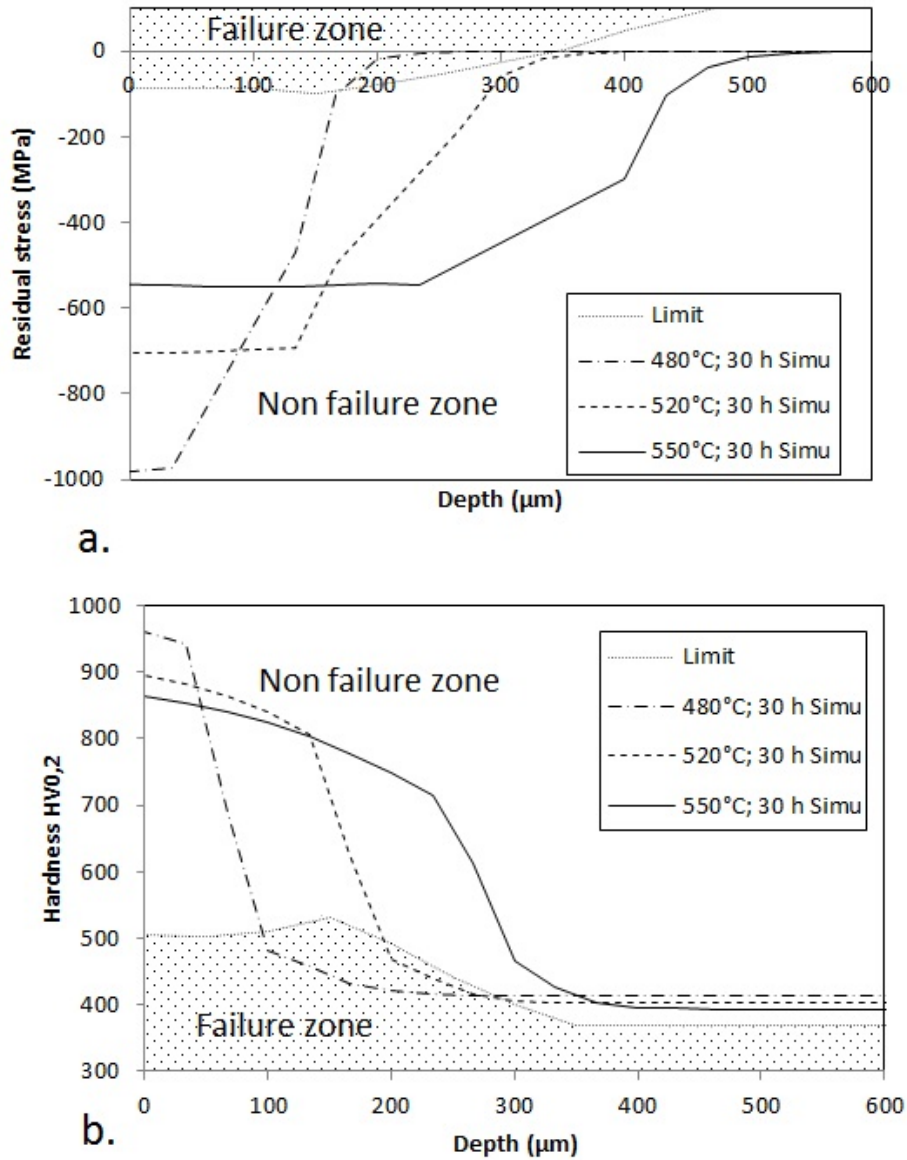 Failure zone
0
0 100 200 300 400 500 600
-200
-400
-600
-800
-1000
Residual stress (MPa)
Non failure zone
Limit
480°C; 30 h Simu
520°C; 30 h Simu
550°C; 30 h Simu
Depth (µm)
a.
1000
900
800
700
600
500
400
300
Hardness HV0,2
Non failure zone
Limit
480°C; 30 h Simu
520°C; 30 h Simu
550°C; 30 h Simu
Failure zone
0 100 200 300 400 500 600
Depth (µm)
b.